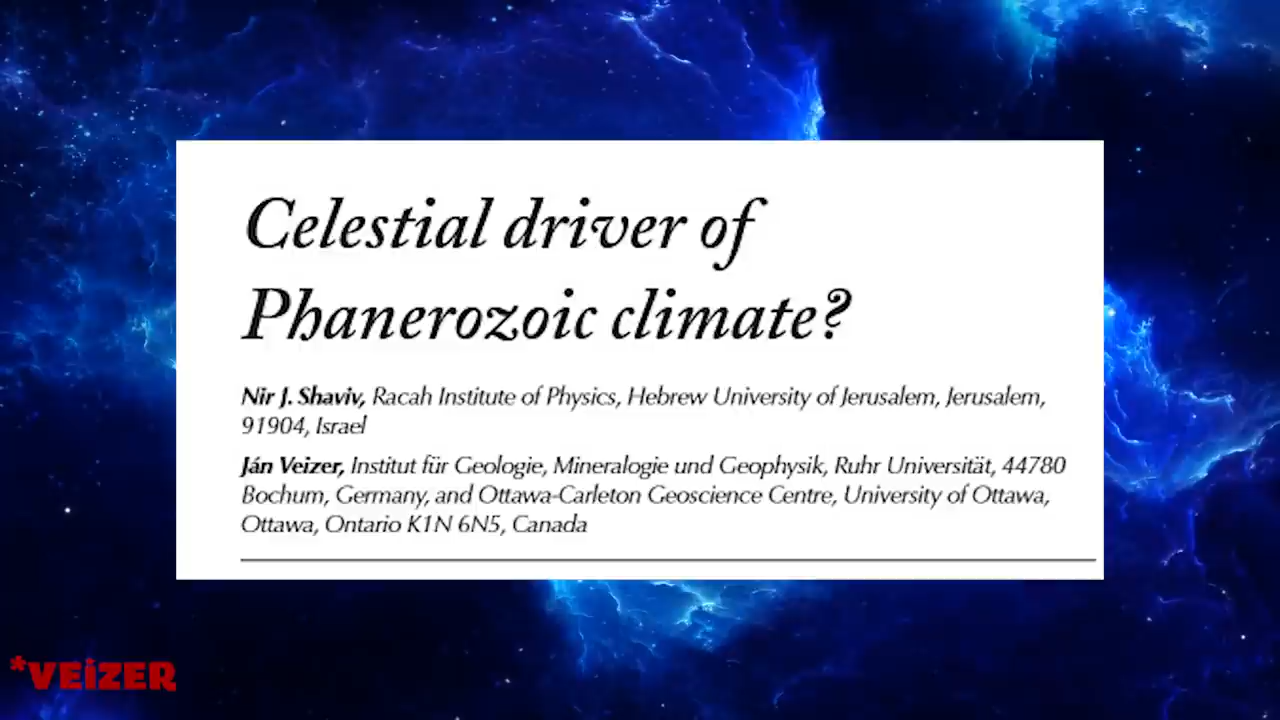 Celestial driver of
Phanerozoic climate?
Nir J. Shaviv, Racah Institute of Physics, Hebrew University of Jerusalem, Jerusalem,
91904, Israel
Ján Veizer, Institut für Geologie, Mineralogie und Geophysik, Ruhr Universität, 44780
Bochum, Germany, and Ottawa-Carleton Geoscience Centre, University of Ottawa,
Ottawa, Ontario K1N 6N5, Canada
*VEİZER